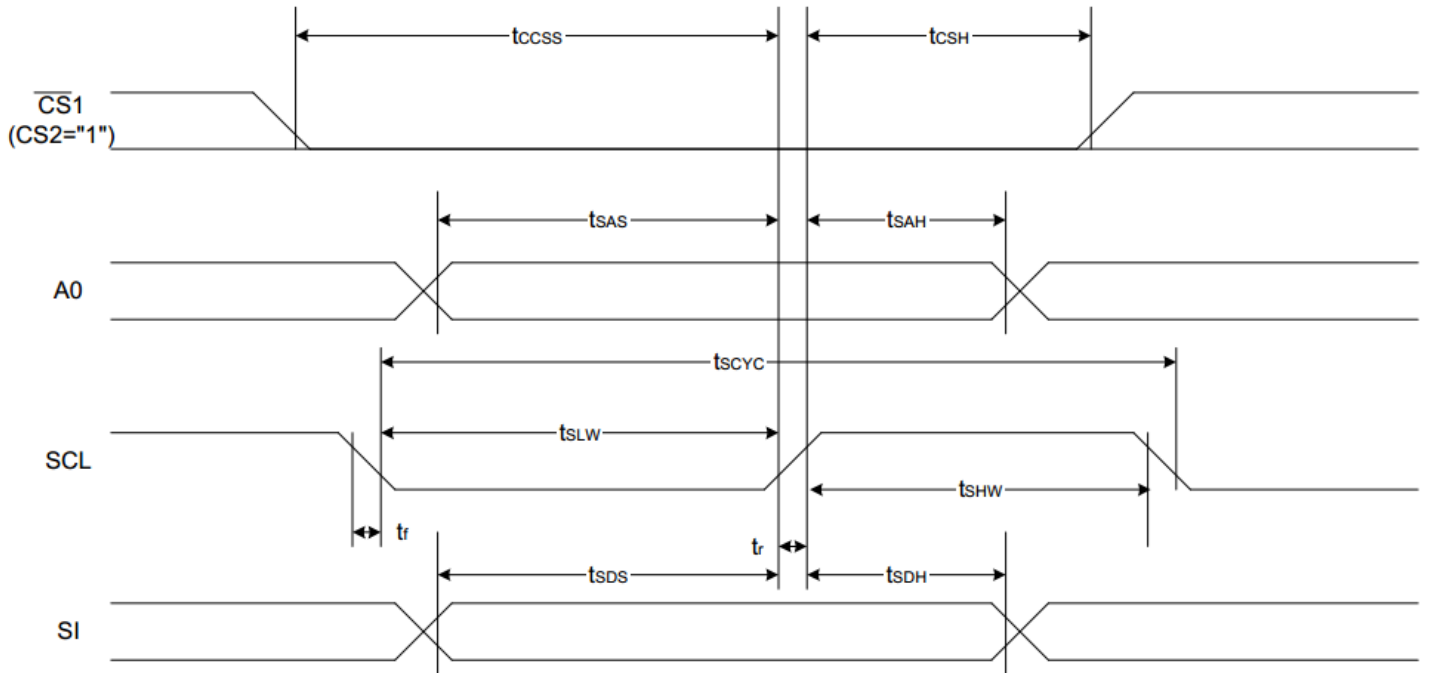 tCCSS
tCSH
CS1
(CS2="1")
tSAS
tSAH
A0
tSCYC
tSLW
SCL
tSHW
tf
tr
tSDS
tSDH
SI